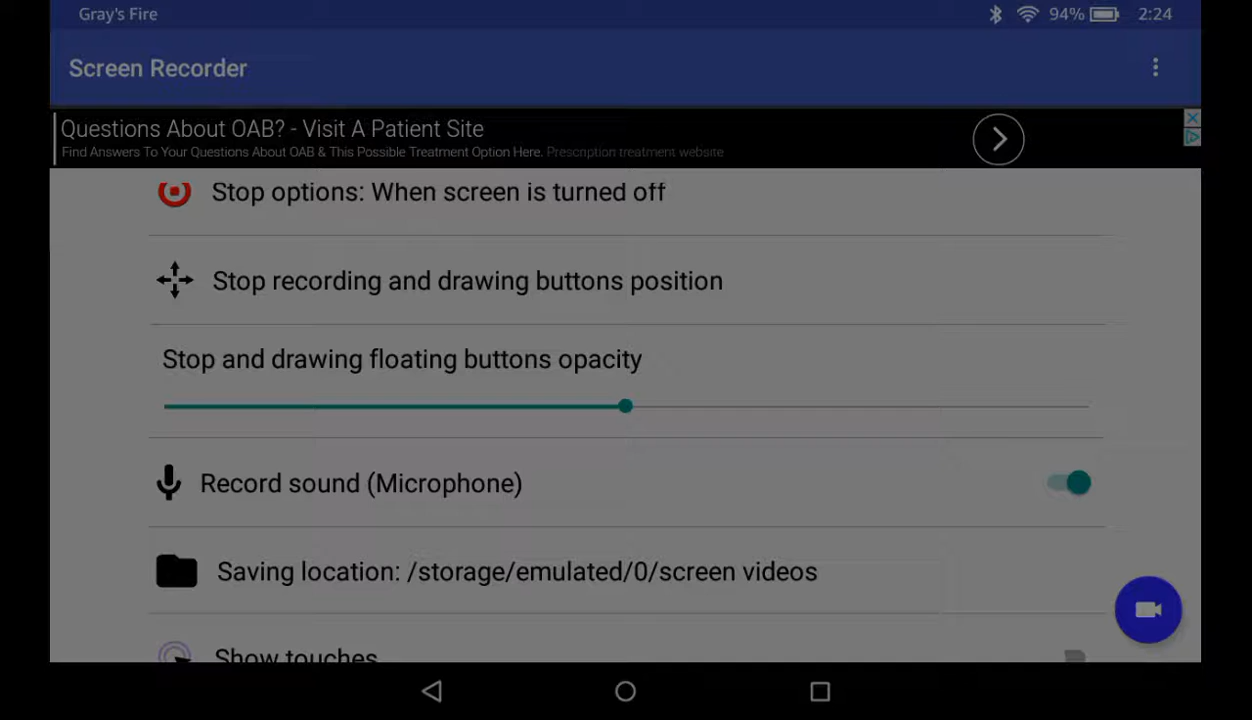 Gray's Fire
94%
2:24
Screen Recorder
Questions About OAB? - Visit A Patient Site
Find Answers To Your Questions About OAB & This Possible Treatment Option Here. Prescription treatment website
Stop options: When screen is turned off
Stop recording and drawing buttons position
Stop and drawing floating buttons opacity
Record sound (Microphone)
Saving location: /storage/emulated/0/screen videos
Show touches